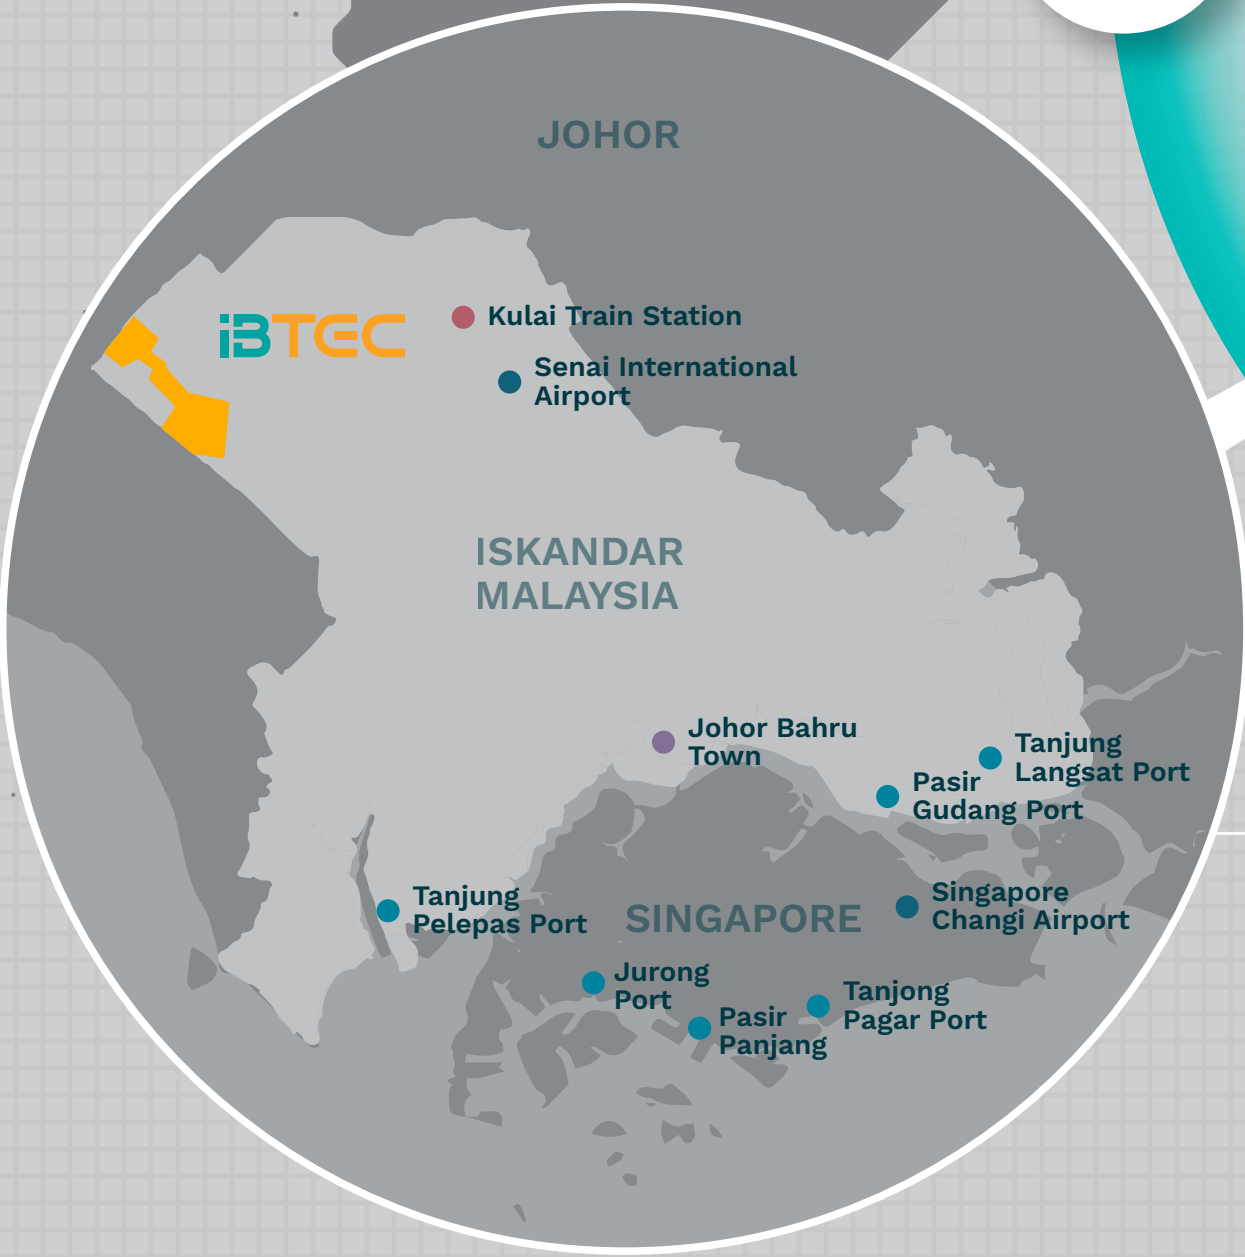 JOHOR
iBTEC
Kulai Train Station
Senai International
Airport
ISKANDAR
MALAYSIA
Johor Bahru
Town
Tanjung
Langsat Port
Pasir
Gudang Port
Tanjung
Pelepas Port
SINGAPORE
Singapore
Changi Airport
Jurong
Port
Pasir
Panjang
Tanjong
Pagar Port